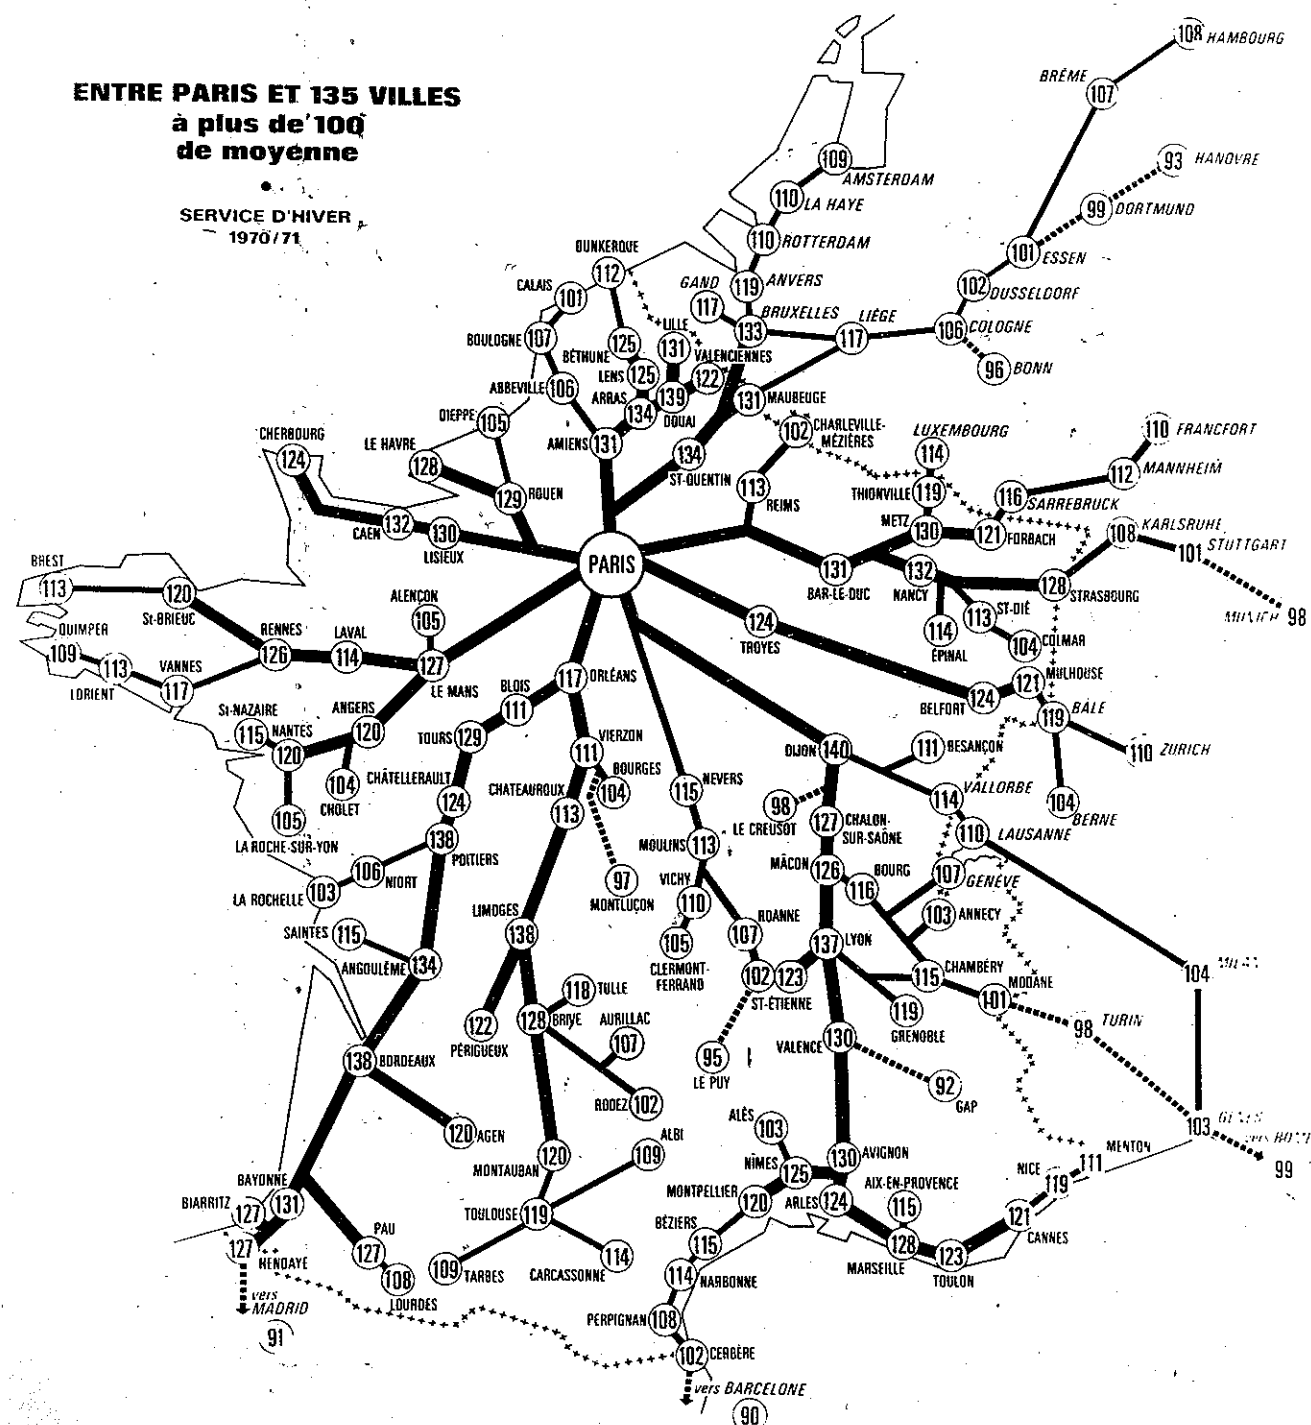 ENTRE PARIS ET 135 VILLES
à plus de 100
de moyenne
SERVICE D'HIVER
1970/71
108 HAMBOURG
BRÊME
107
93 HANOVRE
99 DORTMUND
101 ESSEN
102 DUSSELDORF
106 COLOGNE
96 BONN
109
AMSTERDAM
110 LA HAYE
110 ROTTERDAM
119 ANVERS
GAND
117
BRUXELLES
133
LIÈGE
117
DUNKERQUE
112
CALAIS
101
BOULOGNE 107
BÉTHUNE 125
LILLE
131
VALENCIENNES
122
LENS 125
ABBEVILLE 106
ARRAS 134
139
DOUAI
131 MAUBEUGE
AMIENS 131
134
ST-QUENTIN
DIEPPE 105
LE HAVRE
128
129 ROUEN
CHERBOURG
124
CAEN 132
130
LISIEUX
102 CHARLEVILLE-
MÉZIÈRES
113
REIMS
LUXEMBOURG
114
THIONVILLE 119
METZ
130
121
FORBACH
116
SARREBRUCK
110 FRANCFORT
112 MANNHEIM
KARLSRUHE
108
STUTTGART
101
MUNICH 98
PARIS
131
BAR-LE-DUC
132
NANCY
128
STRASBOURG
114
ÉPINAL
ST-DIÉ
113
104 COLMAR
BREST
113
120
St-BRIEUC
QUIMPER
109
113
LORIENT
VANNES
117
RENNES
126
LAVAL
114
ALENÇON
105
127
LE MANS
ANGERS
120
St-NAZAIRE
115 NANTES
120
104
CHOLET
105
LA ROCHE-SUR-YON
124
TROYES
BELFORT 124
121 MULHOUSE
119 BÂLE
110 ZURICH
104
BERNE
117 ORLÉANS
BLOIS
111
TOURS 129
CHÂTELLERAULT
124
138
POITIERS
106
NIORT
LA ROCHELLE 103
SAINTES 115
ANGOULÊME 134
138 BORDEAUX
120 AGEN
BAYONNE
131
BIARRITZ
127
127 HENDAYE
PAU
127
108
LOURDES
vers
MADRID
91
111 VIERZON
BOURGES
104
CHATEAUROUX
113
97
MONTLUÇON
LIMOGES
138
122
PÉRIGUEUX
118 TULLE
128 BRIVE
AURILLAC
107
RODEZ 102
MONTAUBAN 120
ALBI
109
TOULOUSE 119
109 TARBES
114
CARCASSONNE
NEVERS
115
MOULINS
113
VICHY
110
105
CLERMONT-
FERRAND
ROANNE
107
102
123
ST-ÉTIENNE
95
LE PUY
DIJON 140
111 BESANÇON
114 VALLORBE
110 LAUSANNE
98
LE CREUSOT
127 CHALON-
SUR-SAÔNE
MÂCON 126
BOURG
116
107 GENÈVE
103 ANNECY
137 LYON
CHAMBÉRY
115
MODANE
101
119
GRENOBLE
104 MILAN
98 TURIN
VALENCE 130
92
GAP
103 GÊNES
99
ALÈS
103
NÎMES
125
130 AVIGNON
MONTPELLIER 120
ARLES 124
AIX-EN-PROVENCE
115
128
MARSEILLE
123
TOULON
121
CANNES
NICE
119
111
MENTON
BÉZIERS
115
114 NARBONNE
PERPIGNAN 108
102 CERBÈRE
vers BARCELONE
90